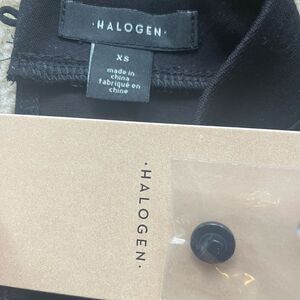 ·HALOGEN·
XS
made in
china
fabriqué en
chine
·HALOGEN·